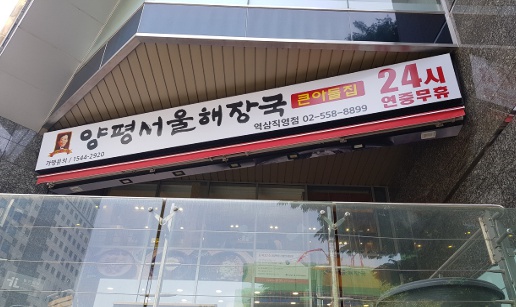 양평서울해장국 큰아들집 24시
연중무휴
역삼직영점 02-558-8899
가맹문의 / 1544-2920